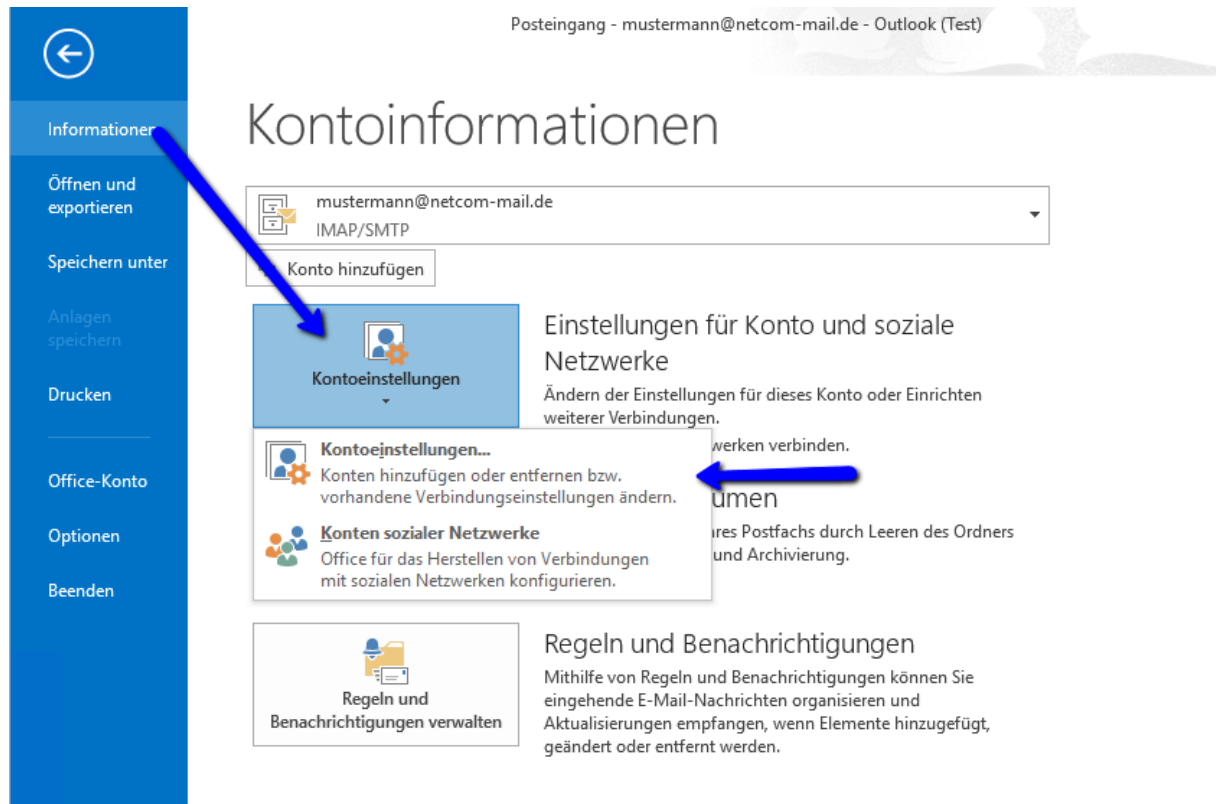 Posteingang - mustermann@netcom-mail.de - Outlook (Test)
Informationen
Öffnen und
exportieren
Speichern unter
Anlagen
speichern
Drucken
Office-Konto
Optionen
Beenden
Kontoinformationen
mustermann@netcom-mail.de
IMAP/SMTP
Konto hinzufügen
Kontoeinstellungen
Einstellungen für Konto und soziale
Netzwerke
Ändern der Einstellungen für dieses Konto oder Einrichten
weiterer Verbindungen.
werken verbinden.
Kontoeinstellungen...
Konten hinzufügen oder entfernen bzw.
vorhandene Verbindungseinstellungen ändern.
Konten sozialer Netzwerke
Office für das Herstellen von Verbindungen
mit sozialen Netzwerken konfigurieren.
umen
res Postfachs durch Leeren des Ordners
und Archivierung.
Regeln und
Benachrichtigungen verwalten
Regeln und Benachrichtigungen
Mithilfe von Regeln und Benachrichtigungen können Sie
eingehende E-Mail-Nachrichten organisieren und
Aktualisierungen empfangen, wenn Elemente hinzugefügt,
geändert oder entfernt werden.